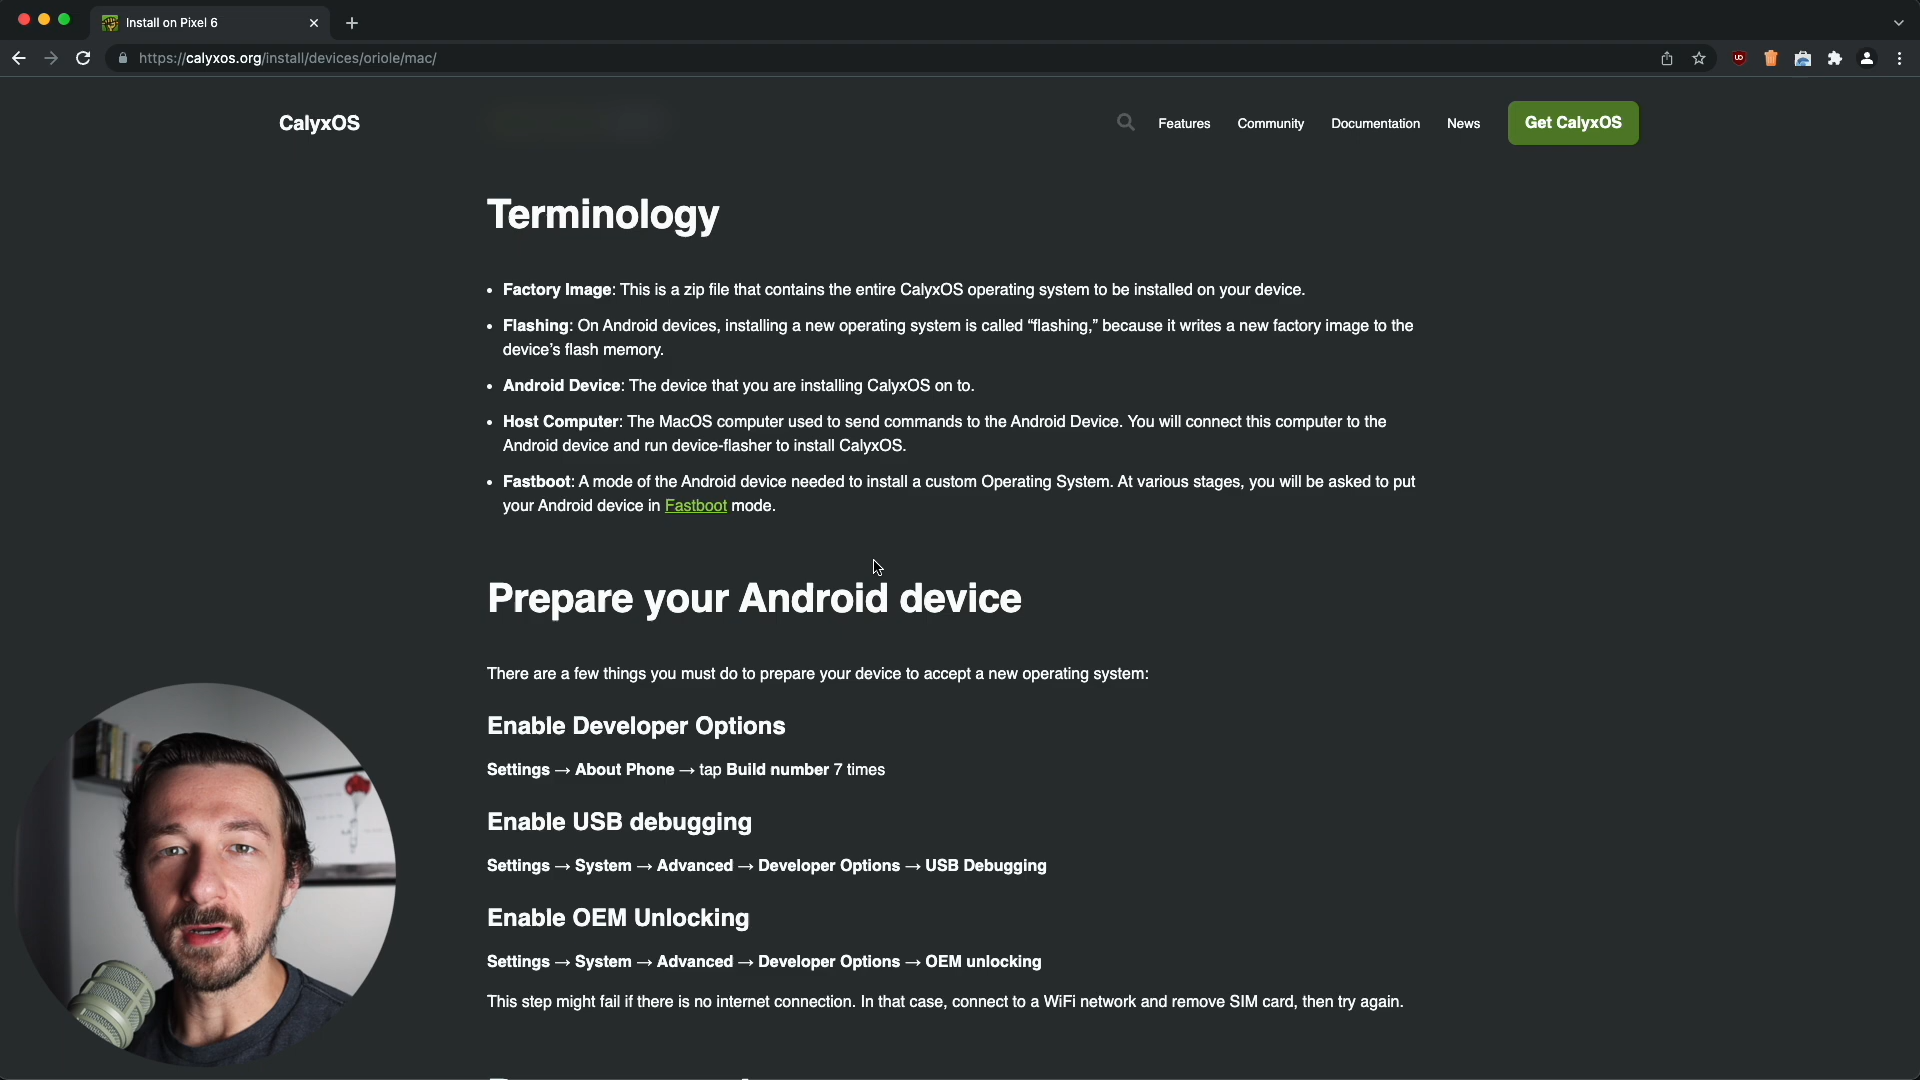 Install on Pixel 6
https://calyxos.org/install/devices/oriole/mac/
CalyxOS
Features
Community
Documentation
News
Get CalyxOS
Terminology
• Factory Image: This is a zip file that contains the entire CalyxOS operating system to be installed on your device.
• Flashing: On Android devices, installing a new operating system is called “flashing,” because it writes a new factory image to the
device’s flash memory.
• Android Device: The device that you are installing CalyxOS on to.
• Host Computer: The MacOS computer used to send commands to the Android Device. You will connect this computer to the
Android device and run device-flasher to install CalyxOS.
• Fastboot: A mode of the Android device needed to install a custom Operating System. At various stages, you will be asked to put
your Android device in Fastboot mode.
Prepare your Android device
There are a few things you must do to prepare your device to accept a new operating system:
Enable Developer Options
Settings → About Phone → tap Build number 7 times
Enable USB debugging
Settings → System → Advanced → Developer Options → USB Debugging
Enable OEM Unlocking
Settings → System → Advanced → Developer Options → OEM unlocking
This step might fail if there is no internet connection. In that case, connect to a WiFi network and remove SIM card, then try again.